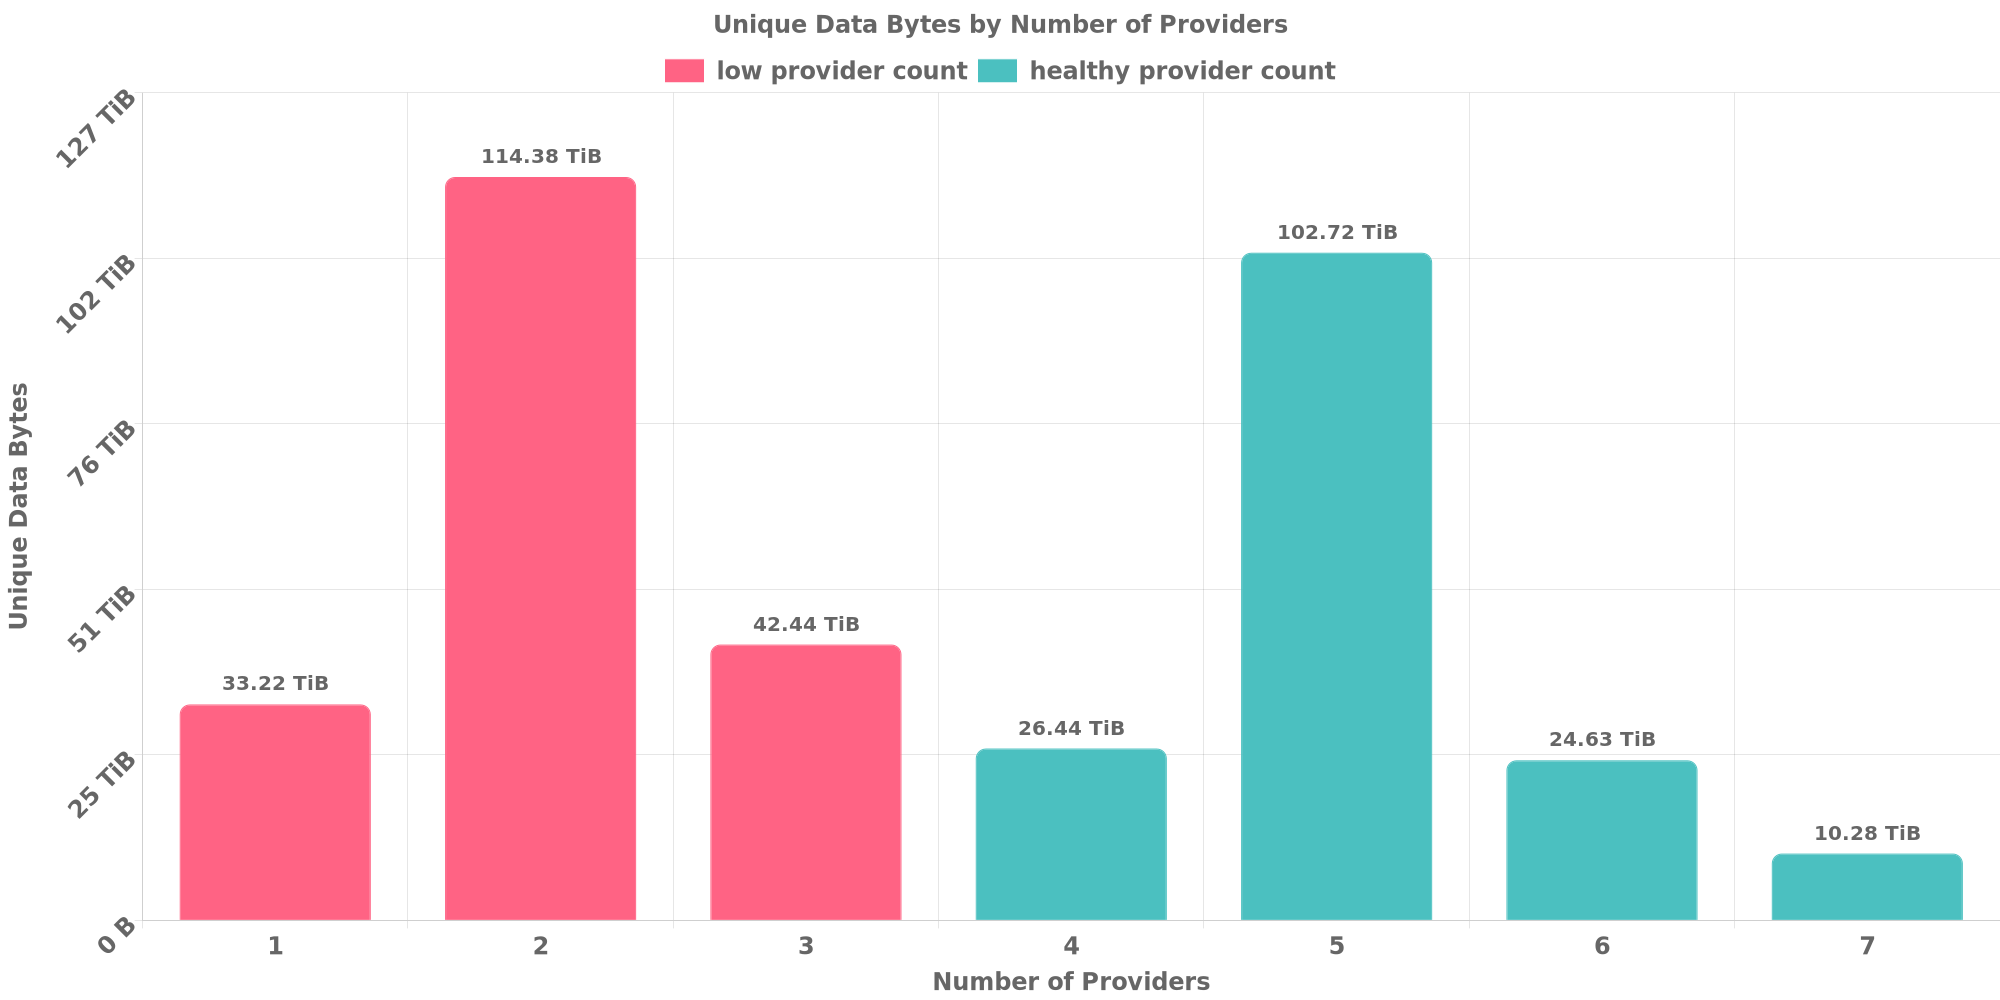 Unique Data Bytes by Number of Providers
low provider count healthy provider count
127 TiB
102 TiB
76 TiB
51 TiB
25 TiB
0 B
Unique Data Bytes
33.22 TiB
114.38 TiB
42.44 TiB
26.44 TiB
102.72 TiB
24.63 TiB
10.28 TiB
1 2 3 4 5 6 7
Number of Providers